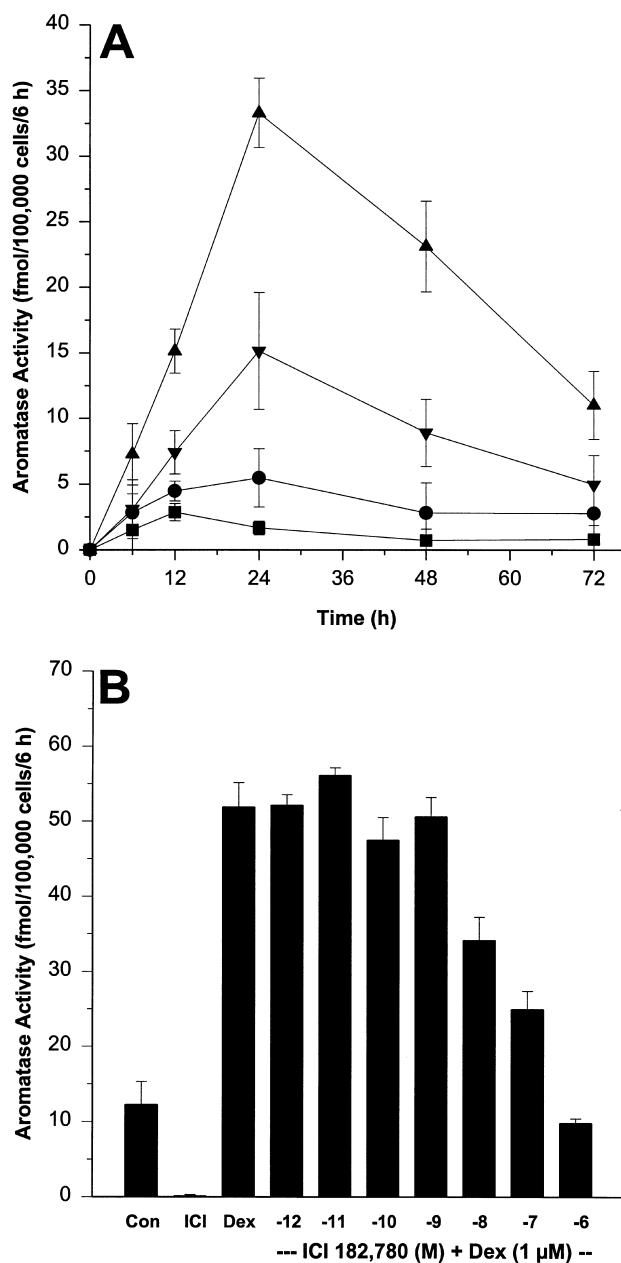 A
Aromatase Activity (fmol/100,000 cells/6 h)
40
35
30
25
20
15
10
5
0
0 12 24 36 48 60 72
Time (h)
B
Aromatase Activity (fmol/100,000 cells/6 h)
70
60
50
40
30
20
10
0
Con ICI Dex -12 -11 -10 -9 -8 -7 -6
--- ICI 182,780 (M) + Dex (1 µM) --